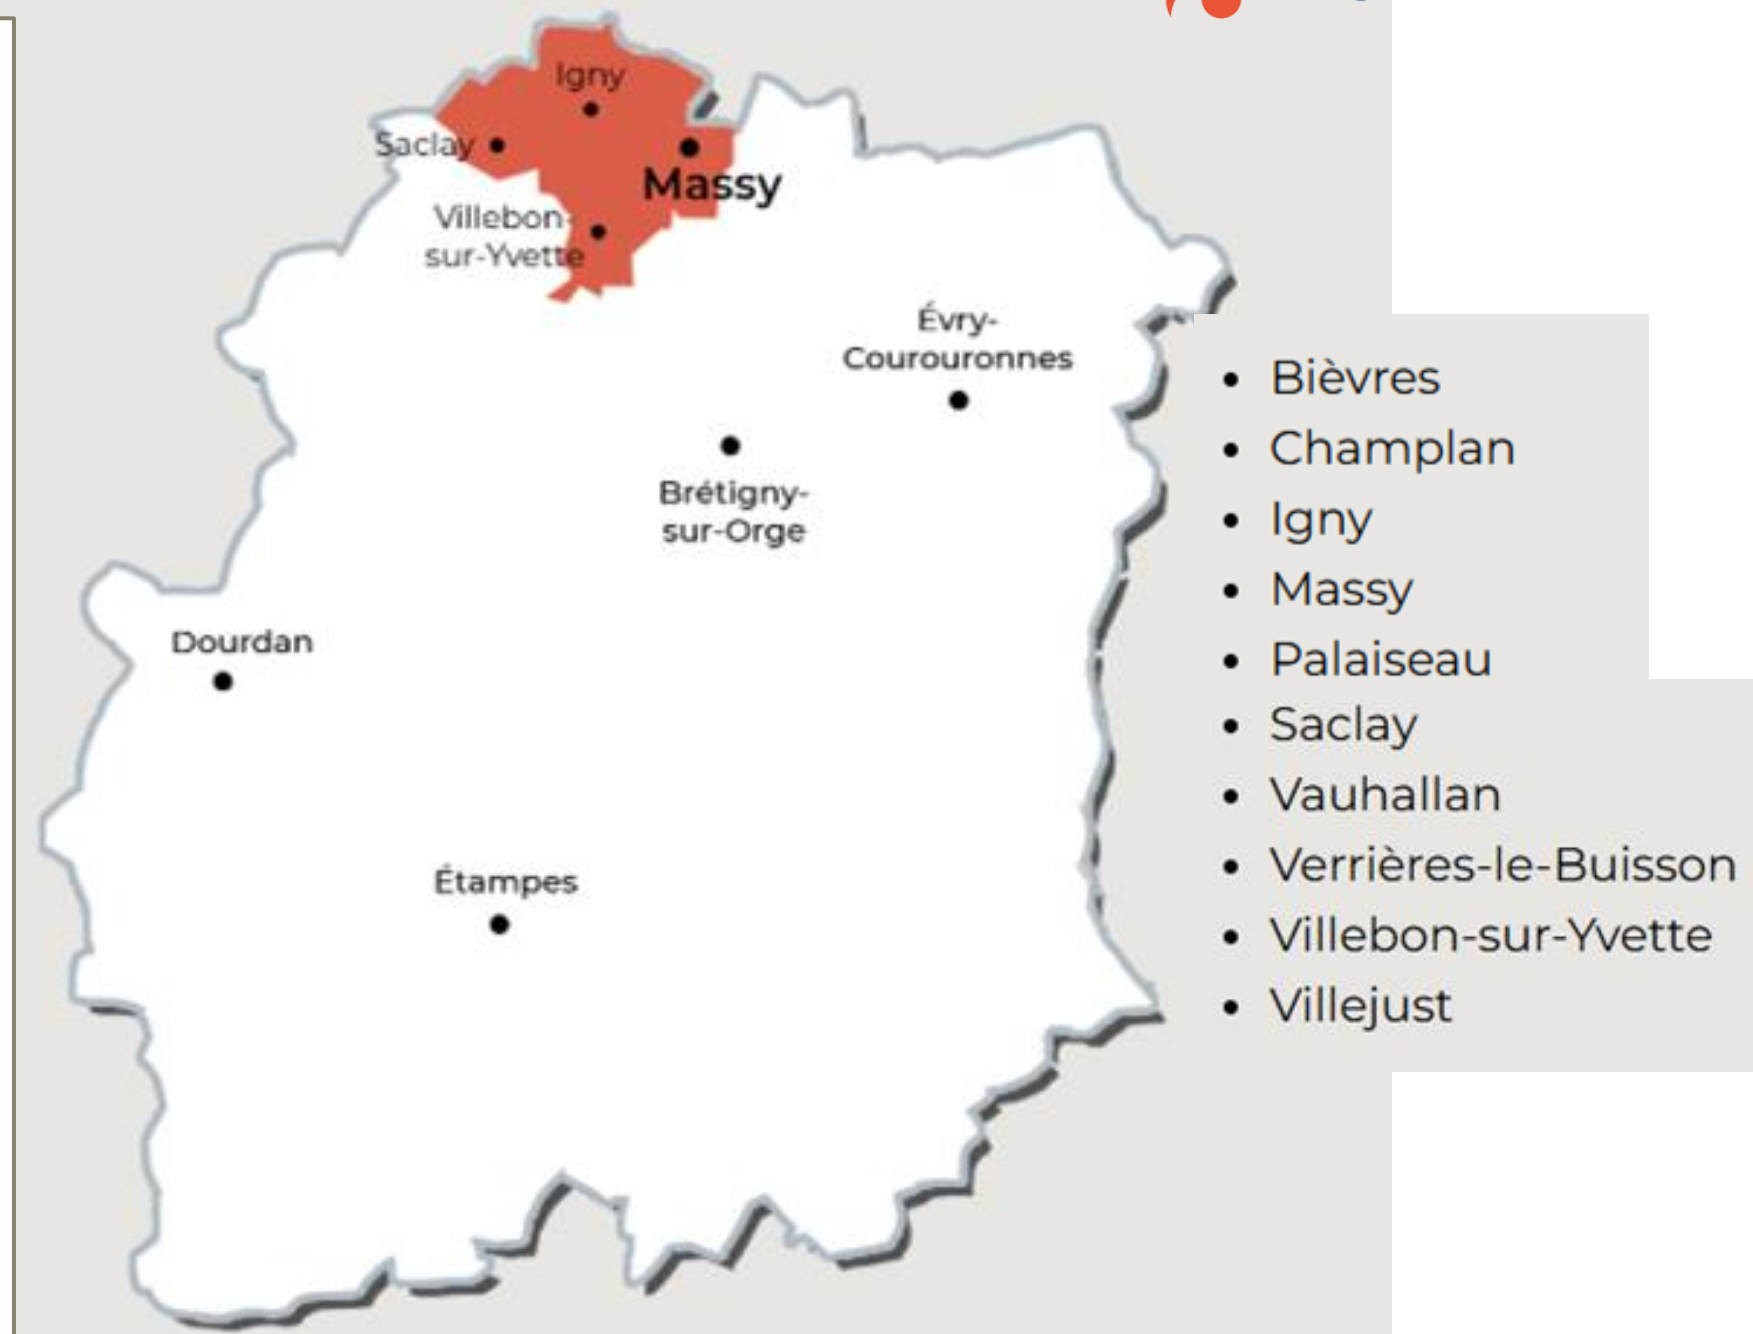 Igny
Saclay
Massy
Villebon-
sur-Yvette
Évry-
Courouronnes
Brétigny-
sur-Orge
Dourdan
Étampes
• Bièvres
• Champlan
• Igny
• Massy
• Palaiseau
• Saclay
• Vauhallan
• Verrières-le-Buisson
• Villebon-sur-Yvette
• Villejust